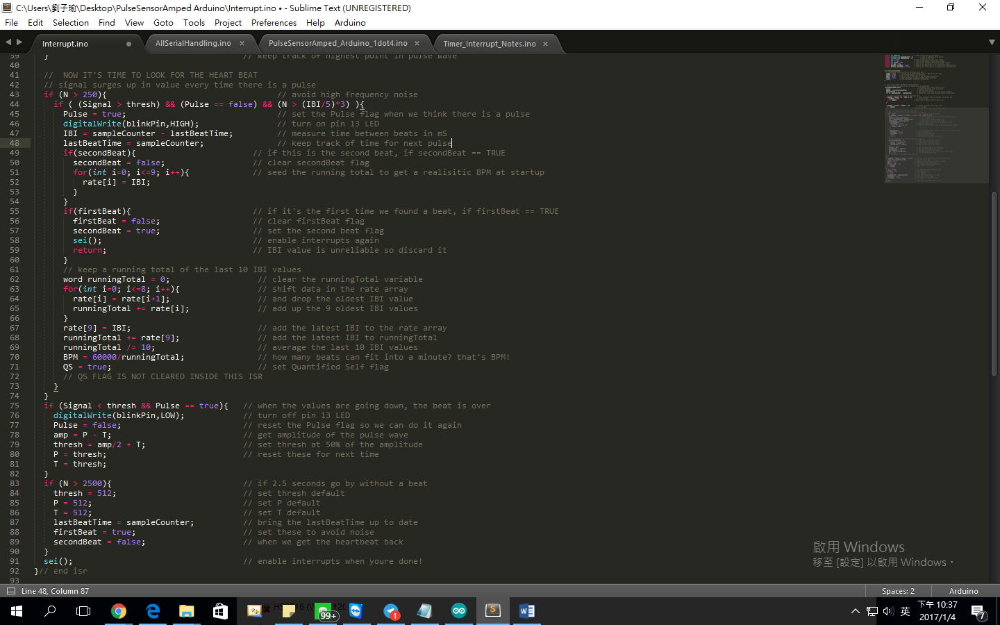 C:\Users\劉子瑜\Desktop\PulseSensorAmped Arduino\Interrupt.ino • - Sublime Text (UNREGISTERED)
File Edit Selection Find View Goto Tools Project Preferences Help Arduino
Interrupt.ino AllSerialHandling.ino PulseSensorAmped_Arduino_1dot4.ino Timer_Interrupt_Notes.ino
39 } // keep track of highest point in pulse wave
40
41 // NOW IT'S TIME TO LOOK FOR THE HEART BEAT
42 // signal surges up in value every time there is a pulse
43 if (N > 250){ // avoid high frequency noise
44 if ( (Signal > thresh) && (Pulse == false) && (N > (IBI/5)*3) ){
45 Pulse = true; // set the Pulse flag when we think there is a pulse
46 digitalWrite(blinkPin,HIGH); // turn on pin 13 LED
47 IBI = sampleCounter - lastBeatTime; // measure time between beats in mS
48 lastBeatTime = sampleCounter; // keep track of time for next pulse
49 if(secondBeat){ // if this is the second beat, if secondBeat == TRUE
50 secondBeat = false; // clear secondBeat flag
51 for(int i=0; i<=9; i++){ // seed the running total to get a realisitic BPM at startup
52 rate[i] = IBI;
53 }
54 }
55 if(firstBeat){ // if it's the first time we found a beat, if firstBeat == TRUE
56 firstBeat = false; // clear firstBeat flag
57 secondBeat = true; // set the second beat flag
58 sei(); // enable interrupts again
59 return; // IBI value is unreliable so discard it
60 }
61 // keep a running total of the last 10 IBI values
62 word runningTotal = 0; // clear the runningTotal variable
63 for(int i=0; i<=8; i++){ // shift data in the rate array
64 rate[i] = rate[i+1]; // and drop the oldest IBI value
65 runningTotal += rate[i]; // add up the 9 oldest IBI values
66 }
67 rate[9] = IBI; // add the latest IBI to the rate array
68 runningTotal += rate[9]; // add the latest IBI to runningTotal
69 runningTotal /= 10; // average the last 10 IBI values
70 BPM = 60000/runningTotal; // how many beats can fit into a minute? that's BPM!
71 QS = true; // set Quantified Self flag
72 // QS FLAG IS NOT CLEARED INSIDE THIS ISR
73 }
74 }
75 if (Signal < thresh && Pulse == true){ // when the values are going down, the beat is over
76 digitalWrite(blinkPin,LOW); // turn off pin 13 LED
77 Pulse = false; // reset the Pulse flag so we can do it again
78 amp = P - T; // get amplitude of the pulse wave
79 thresh = amp/2 + T; // set thresh at 50% of the amplitude
80 P = thresh; // reset these for next time
81 T = thresh;
82 }
83 if (N > 2500){ // if 2.5 seconds go by without a beat
84 thresh = 512; // set thresh default
85 P = 512; // set P default
86 T = 512; // set T default
87 lastBeatTime = sampleCounter; // bring the lastBeatTime up to date
88 firstBeat = true; // set these to avoid noise
89 secondBeat = false; // when we get the heartbeat back
90 }
91 sei(); // enable interrupts when youre done!
92 }// end isr
93
啟用 Windows
移至 [設定] 以啟用 Windows。
Line 48, Column 87 Spaces: 2 Arduino
99+
1
英
下午 10:37
2017/1/4
7